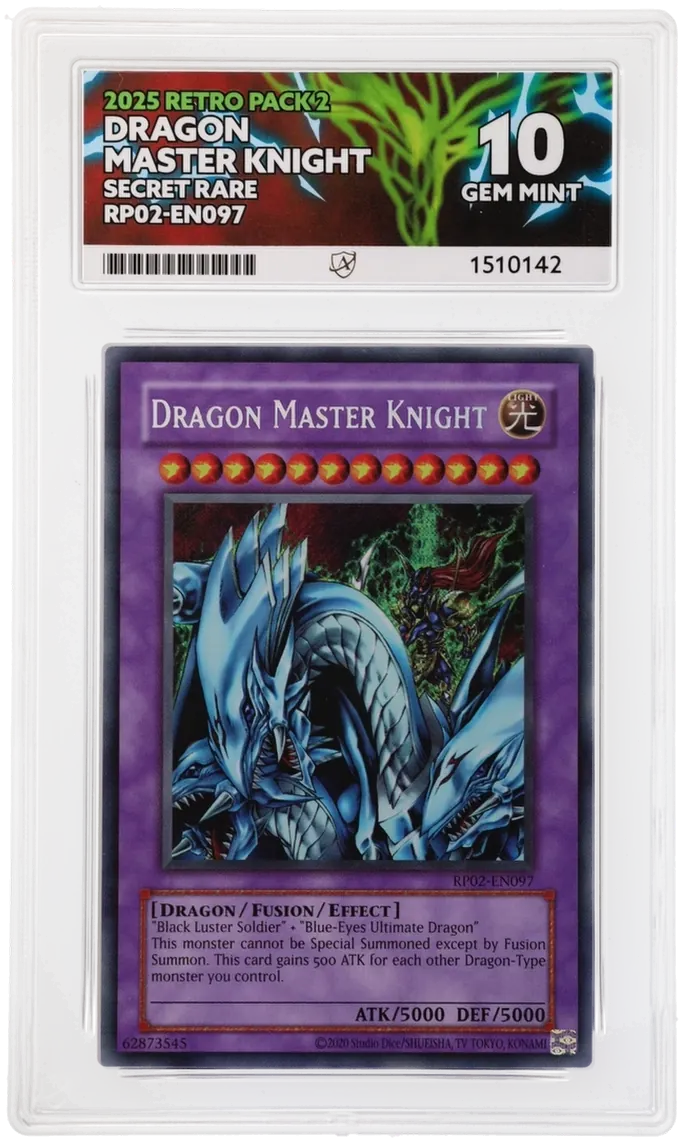 2025 RETRO PACK 2
DRAGON
MASTER KNIGHT
SECRET RARE
RP02-EN097
10
GEM MINT
1510142
DRAGON MASTER KNIGHT
LIGHT
光
RP02-EN097
[DRAGON/FUSION/EFFECT]
"Black Luster Soldier" + "Blue-Eyes Ultimate Dragon"
This monster cannot be Special Summoned except by Fusion
Summon. This card gains 500 ATK for each other Dragon-Type
monster you control.
ATK/5000 DEF/5000
62873545
©2020 Studio Dice/SHUEISHA, TV TOKYO, KONAMI